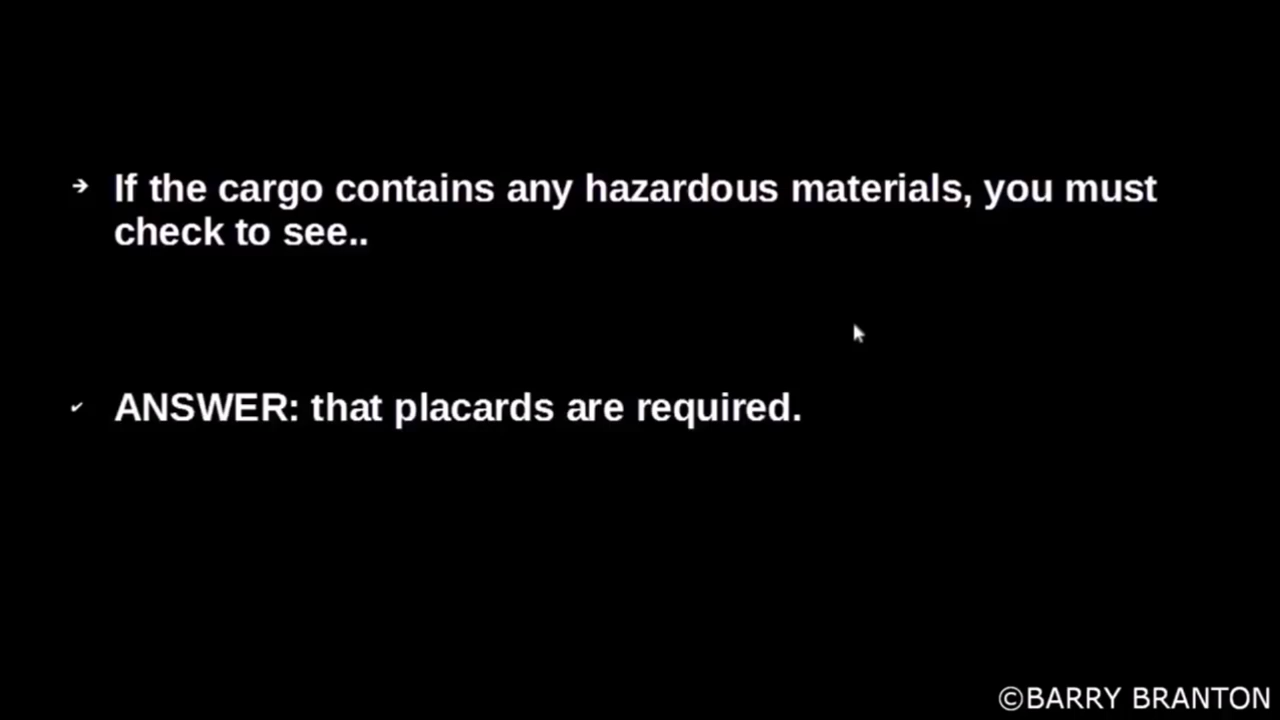 → If the cargo contains any hazardous materials, you must
check to see..
✓ ANSWER: that placards are required.
©BARRY BRANTON